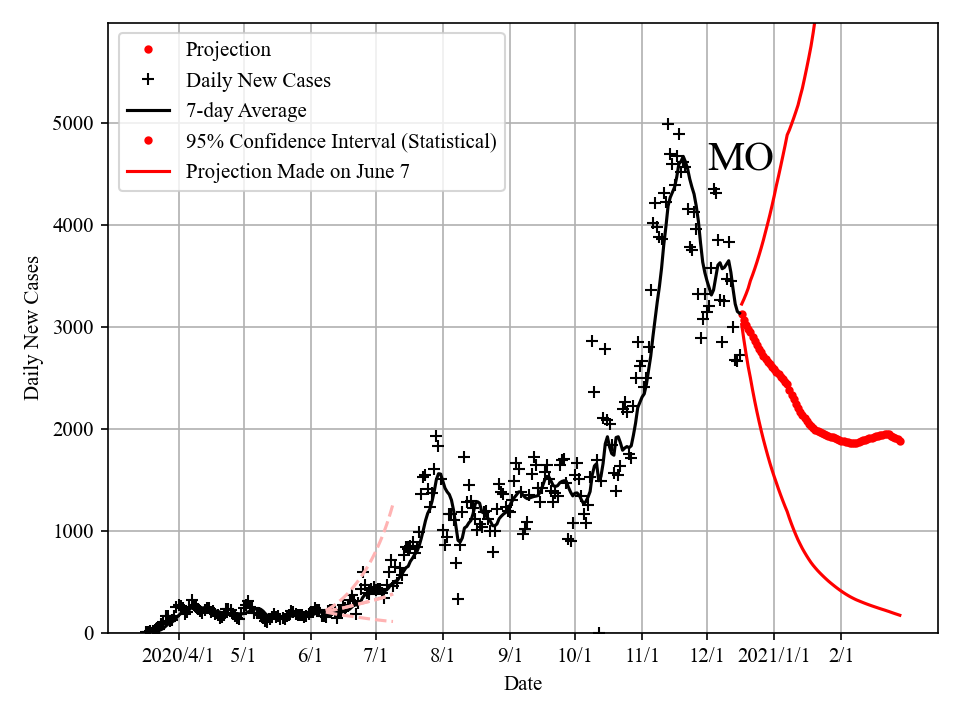 Projection
Daily New Cases
7-day Average
95% Confidence Interval (Statistical)
Projection Made on June 7
MO
5000
4000
3000
2000
1000
0
Daily New Cases
2020/4/1 5/1 6/1 7/1 8/1 9/1 10/1 11/1 12/1 2021/1/1 2/1
Date